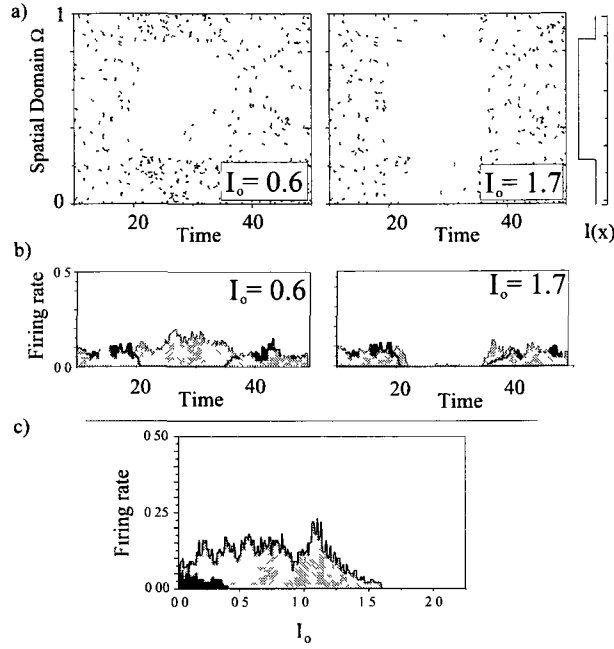 a)
1
Spatial Domain Ω
0
I₀= 0.6
I₀= 1.7
20 40
20 40
Time
Time
I(x)
b)
0 5
Firing rate
0 0
I₀= 0.6
I₀= 1.7
20 40
20 40
Time
Time
c)
0 50
0 25
0 00
Firing rate
0 0 0 5 1 0 1 5 2 0
I₀